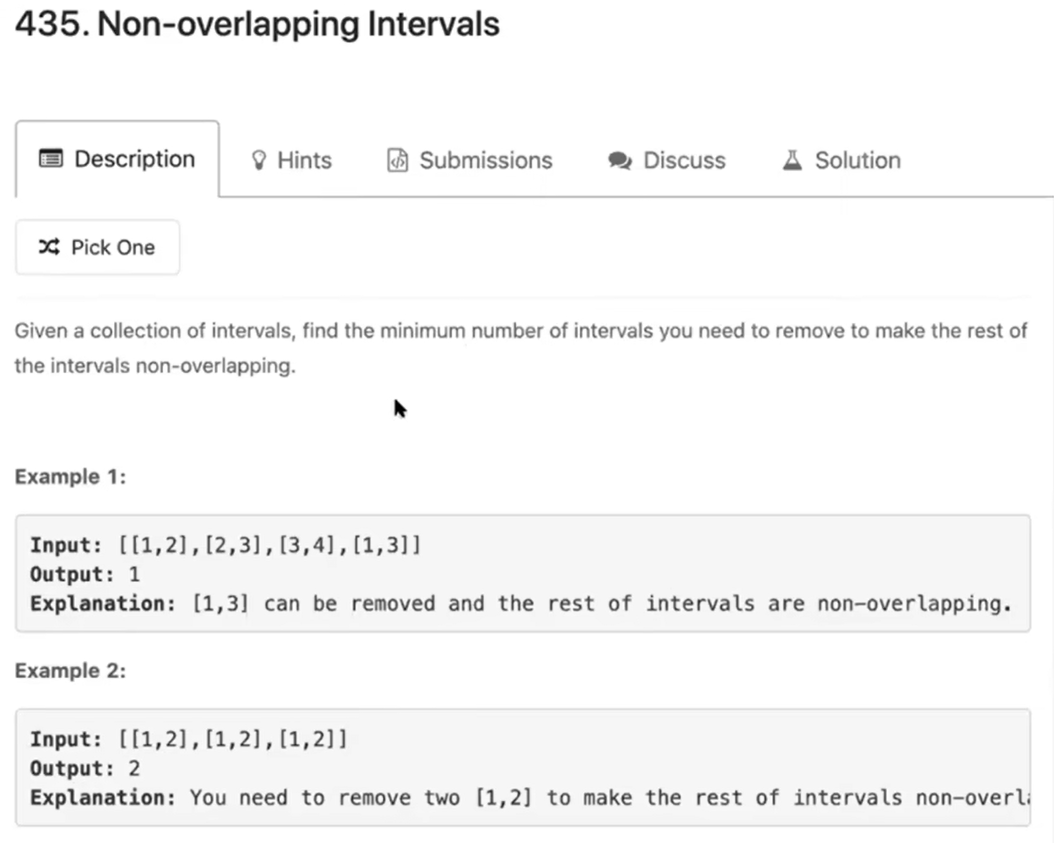 435. Non-overlapping Intervals
Description
Hints
Submissions
Discuss
Solution
Pick One
Given a collection of intervals, find the minimum number of intervals you need to remove to make the rest of
the intervals non-overlapping.
Example 1:
Input: [[1,2],[2,3],[3,4],[1,3]]
Output: 1
Explanation: [1,3] can be removed and the rest of intervals are non-overlapping.
Example 2:
Input: [[1,2],[1,2],[1,2]]
Output: 2
Explanation: You need to remove two [1,2] to make the rest of intervals